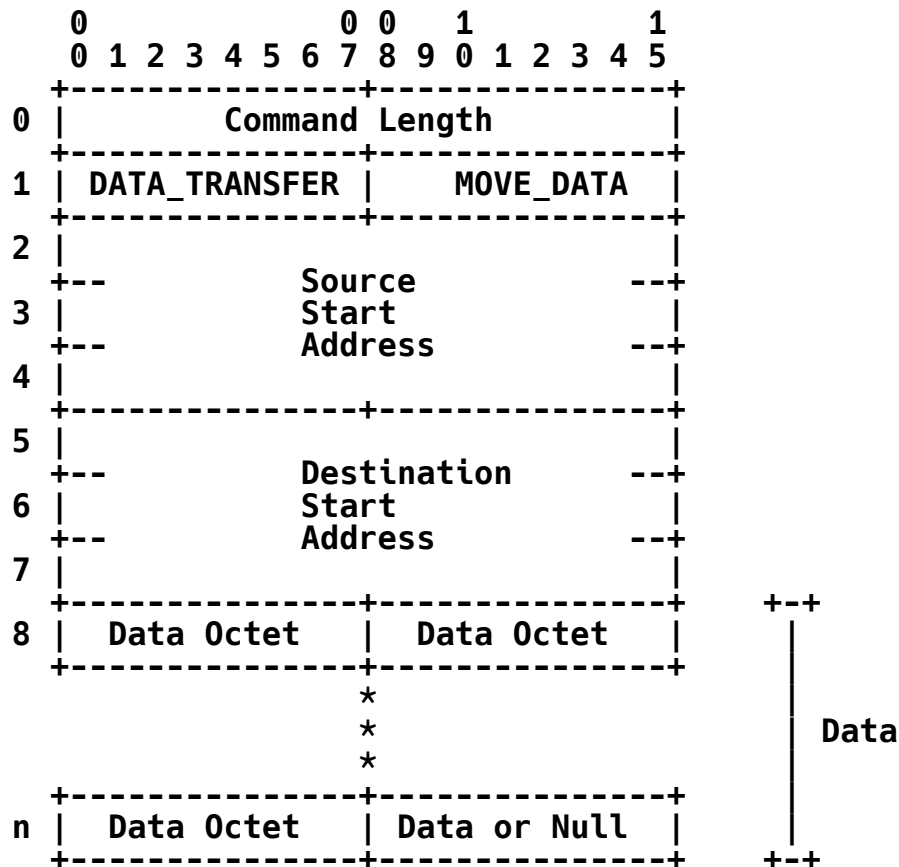 0 0 0 1 1
0 1 2 3 4 5 6 7 8 9 0 1 2 3 4 5
+---------------+---------------+
0 | Command Length |
+---------------+---------------+
1 | DATA_TRANSFER | MOVE_DATA |
+---------------+---------------+
2 | |
+-- Source --+
3 | Start |
+-- Address --+
4 | |
+---------------+---------------+
5 | |
+-- Destination --+
6 | Start |
+-- Address --+
7 | |
+---------------+---------------+ +-+
8 | Data Octet | Data Octet | |
+---------------+---------------+ |
* |
* | Data
* |
+---------------+---------------+ |
n | Data Octet | Data or Null | |
+---------------+---------------+ +-+